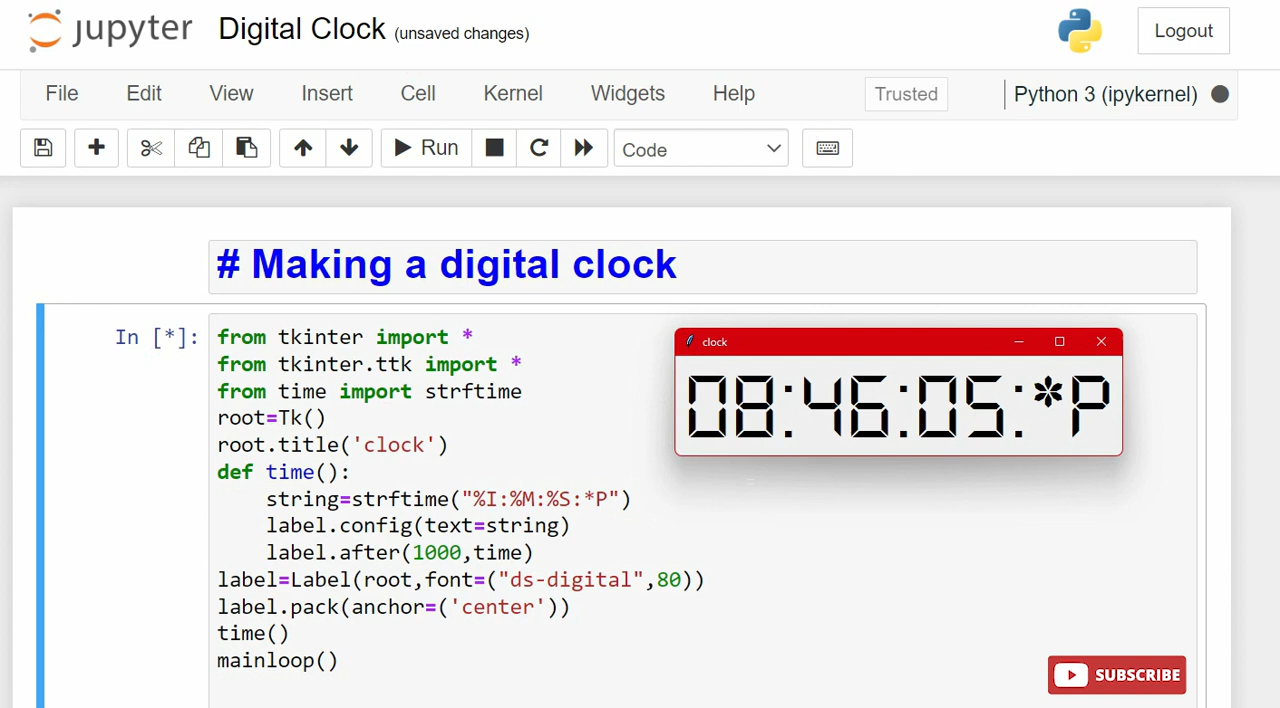 jupyter Digital Clock (unsaved changes)
Logout
File Edit View Insert Cell Kernel Widgets Help Trusted Python 3 (ipykernel)
Run Code
# Making a digital clock
In [*]:
from tkinter import *
from tkinter.ttk import *
from time import strftime
root=Tk()
root.title('clock')
def time():
    string=strftime("%I:%M:%S:*P")
    label.config(text=string)
    label.after(1000,time)
label=Label(root,font=("ds-digital",80))
label.pack(anchor=('center'))
time()
mainloop()
clock
08:46:05:*P
SUBSCRIBE